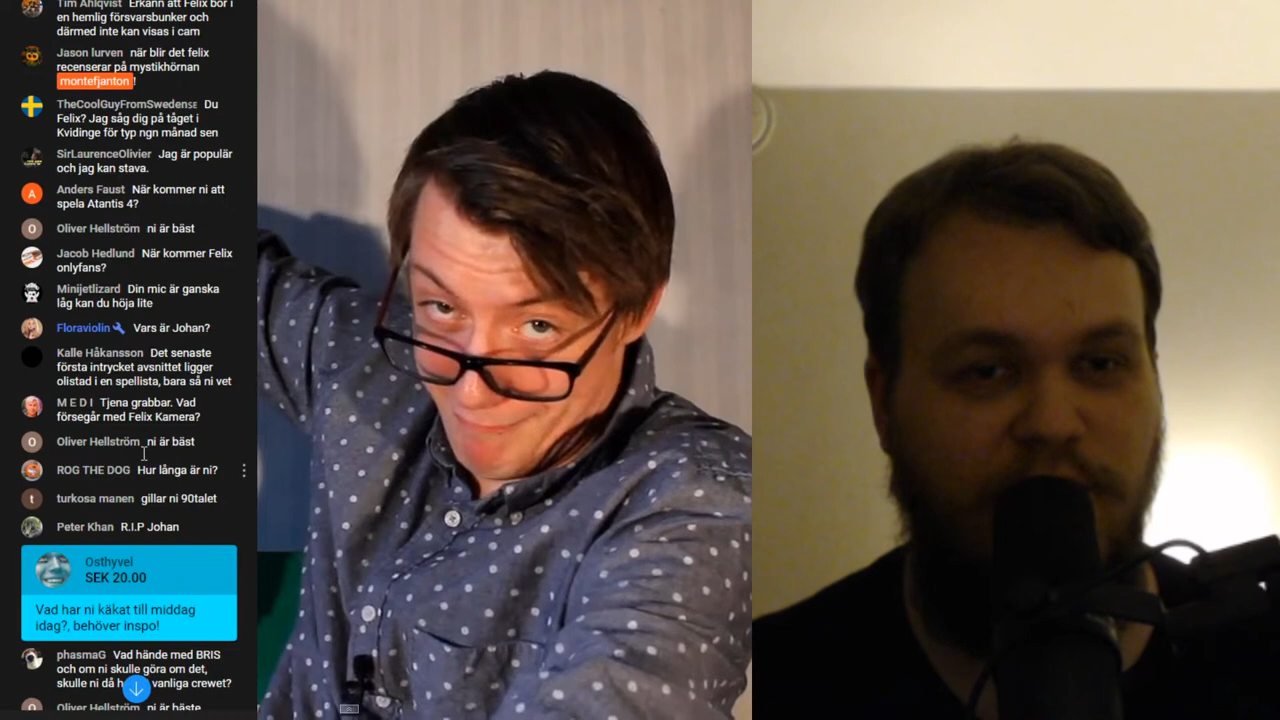 Tim Ahlqvist Erkänn att Felix bor i
en hemlig försvarsbunker och
därmed inte kan visas i cam
Jason lurven när blir det felix
recenserar på mystikhörnan
montefjanton !
TheCoolGuyFromSwedenSE Du
Felix? Jag såg dig på tåget i
Kvidinge för typ ngn månad sen
SirLaurenceOlivier Jag är populär
och jag kan stava.
A Anders Faust När kommer ni att
spela Atantis 4?
O Oliver Hellström ni är bäst
Jacob Hedlund När kommer Felix
onlyfans?
Minijetlizard Din mic är ganska
låg kan du höja lite
Floraviolin Vars är Johan?
Kalle Håkansson Det senaste
första intrycket avsnittet ligger
olistad i en spellista, bara så ni vet
M E D I Tjena grabbar. Vad
försegår med Felix Kamera?
O Oliver Hellström ni är bäst
ROG THE DOG Hur långa är ni?
t turkosa manen gillar ni 90talet
Peter Khan R.I.P Johan
Osthyvel
SEK 20.00
Vad har ni käkat till middag
idag?, behöver inspo!
phasmaG Vad hände med BRIS
och om ni skulle göra om det,
skulle ni då vanliga crewet?
O Oliver Hellström ni är bäste